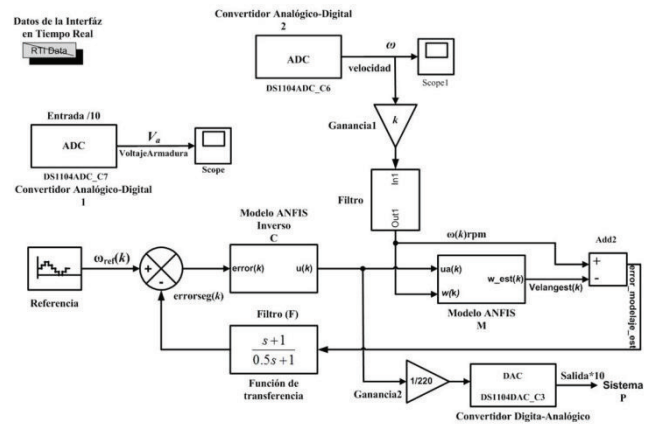 Datos de la Interfáz
en Tiempo Real
RTI Data
Convertidor Analógico-Digital
2
ADC
DS1104ADC_C6
ω
velocidad
Scope1
Ganancia1
k
Entrada /10
ADC
DS1104ADC_C7
Convertidor Analógico-Digital
1
Va
VoltajeArmadura
Scope
Filtro
In1
Out1
ω(k)rpm
Modelo ANFIS
Inverso
C
error(k)
u(k)
ωref(k)
+
-
errorseg(k)
Referencia
ua(k)
w(k)
w_est(k)
Modelo ANFIS
M
Velangest(k)
Add2
+
-
error_modelaje_est
Filtro (F)
s+1
0.5s+1
Función de
transferencia
Ganancia2
1/220
DAC
DS1104DAC_C3
Convertidor Digita-Analógico
Salida*10
Sistema
P